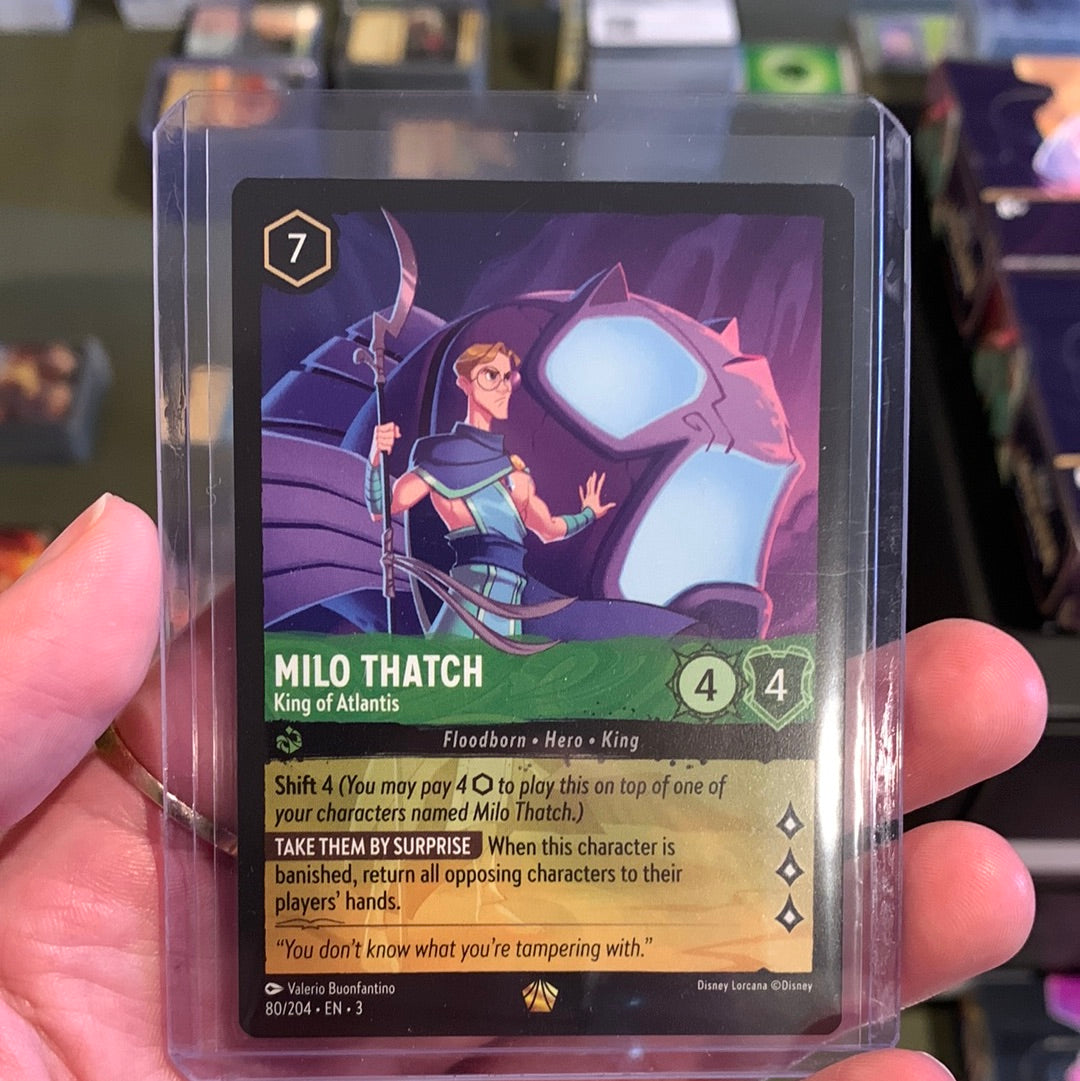 7
MILO THATCH
King of Atlantis
4 4
Floodborn • Hero • King
Shift 4 (You may pay 4 ⬡ to play this on top of one of
your characters named Milo Thatch.)
TAKE THEM BY SURPRISE When this character is
banished, return all opposing characters to their
players’ hands.
“You don’t know what you’re tampering with.”
Valerio Buonfantino
Disney Lorcana ©Disney
80/204 • EN • 3